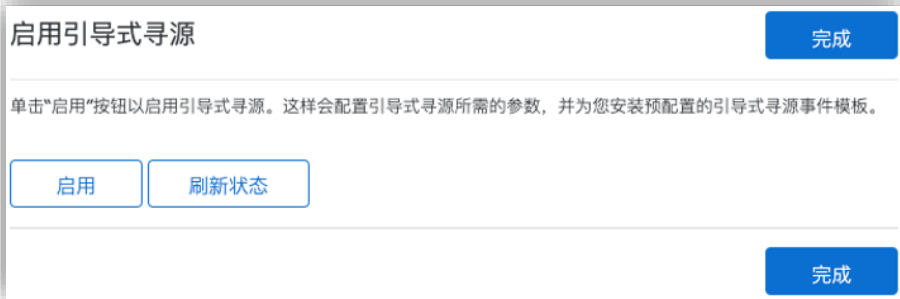 启用引导式寻源
完成
单击“启用”按钮以启用引导式寻源。这样会配置引导式寻源所需的参数，并为您安装预配置的引导式寻源事件模板。
启用
刷新状态
完成